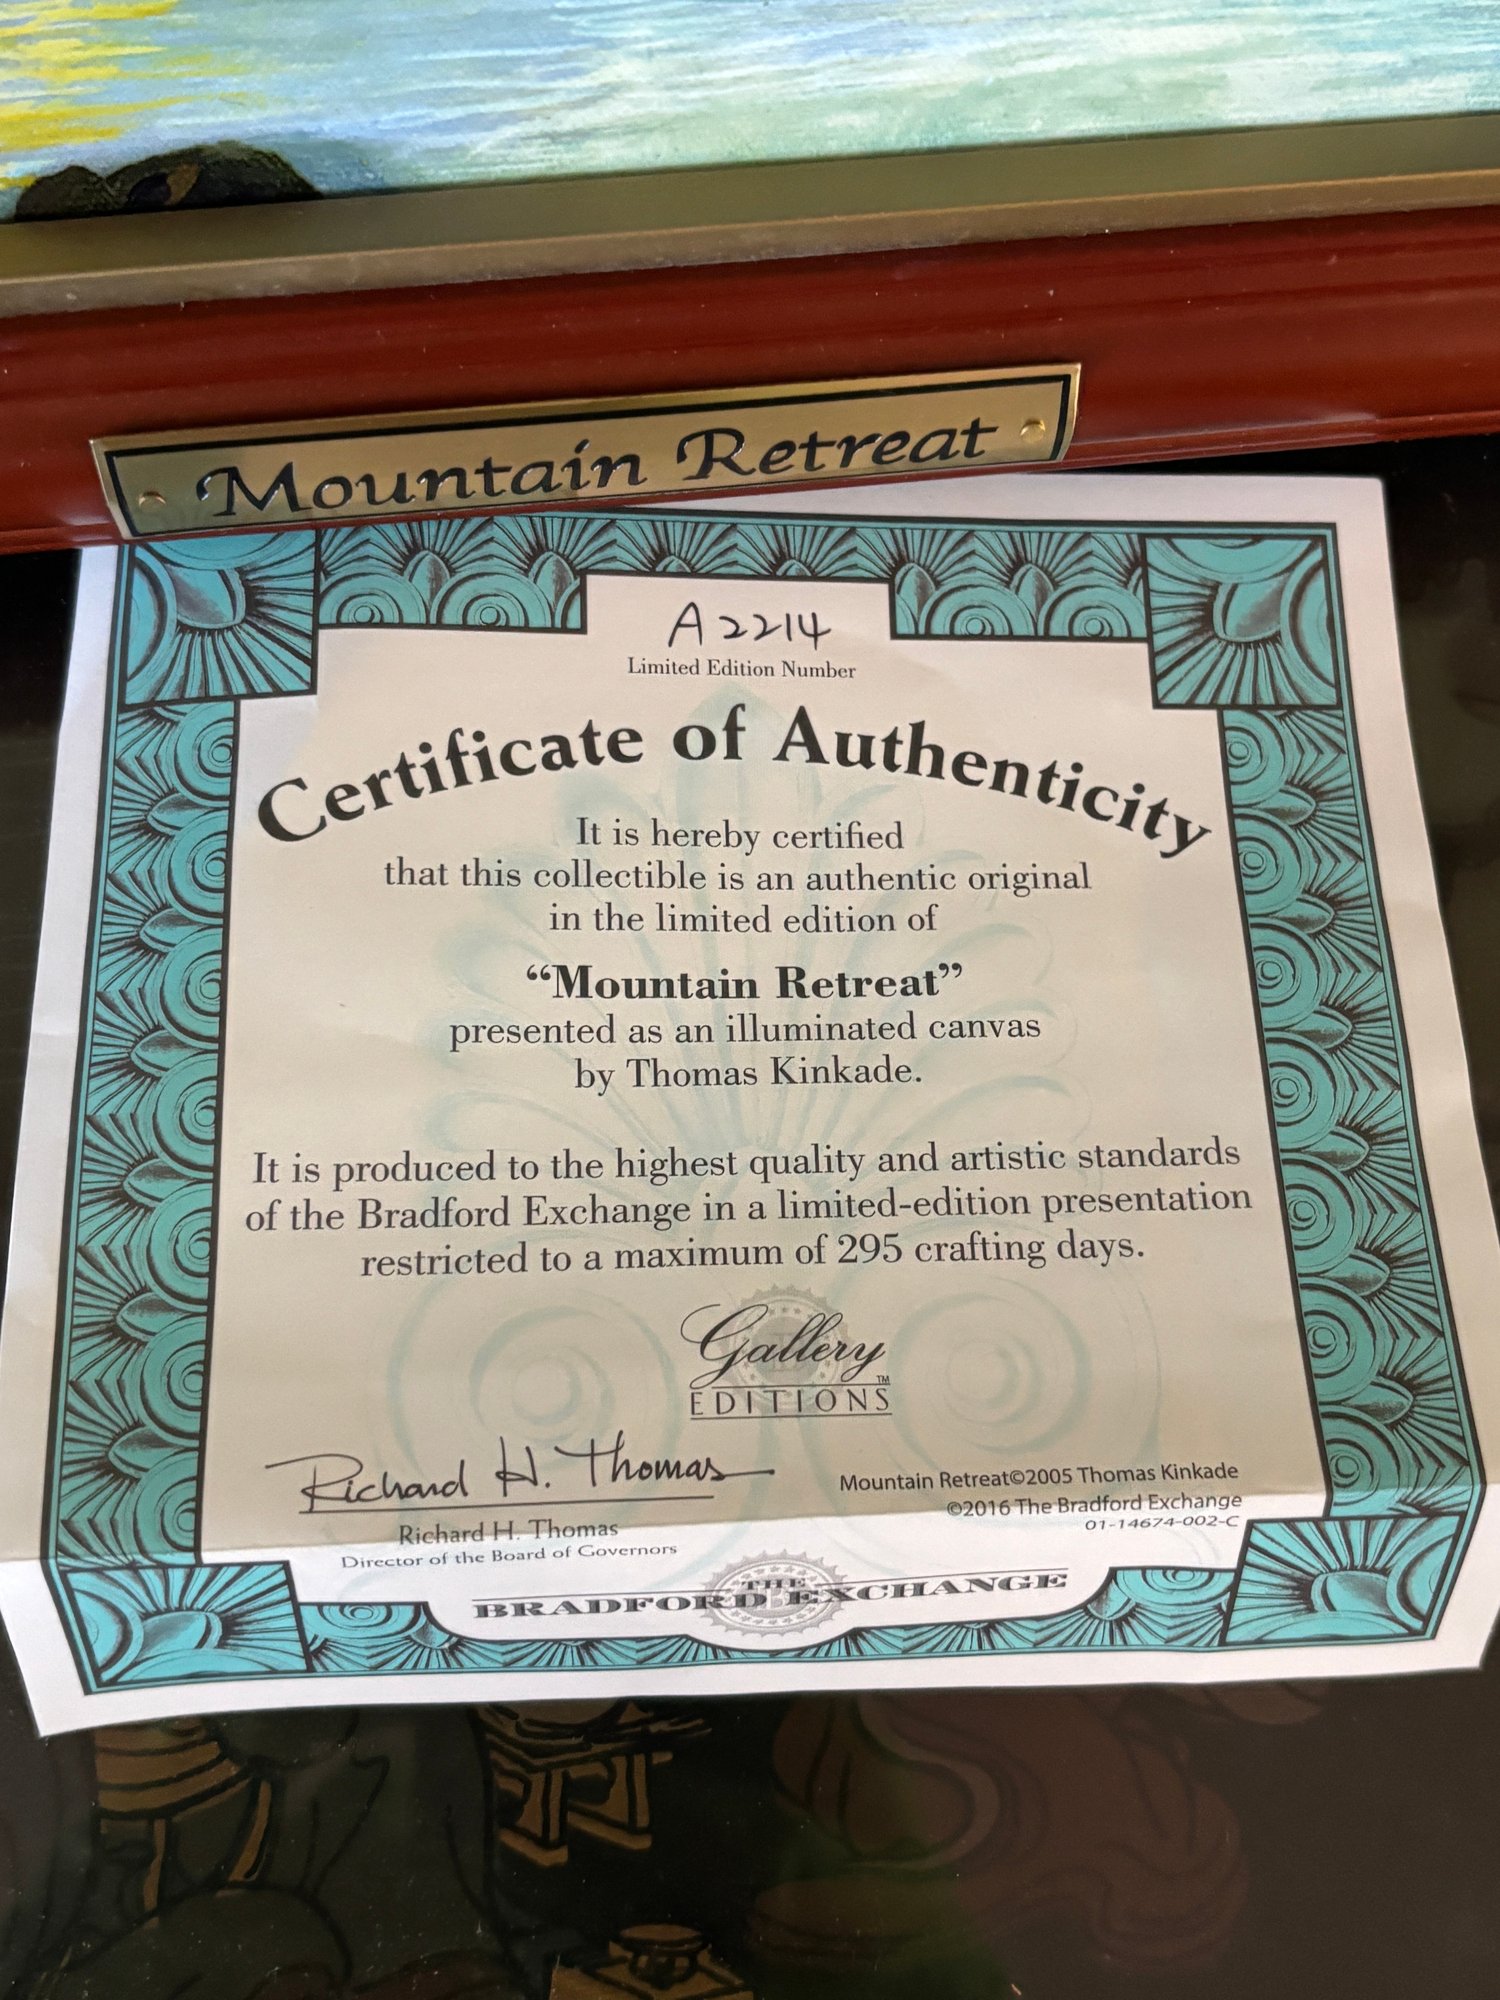 Mountain Retreat
A2214
Limited Edition Number
Certificate of Authenticity
It is hereby certified
that this collectible is an authentic original
in the limited edition of
“Mountain Retreat”
presented as an illuminated canvas
by Thomas Kinkade.
It is produced to the highest quality and artistic standards
of the Bradford Exchange in a limited-edition presentation
restricted to a maximum of 295 crafting days.
Gallery
EDITIONS™
Richard H. Thomas
Richard H. Thomas
Director of the Board of Governors
Mountain Retreat©2005 Thomas Kinkade
©2016 The Bradford Exchange
01-14674-002-C
THE
BRADFORD EXCHANGE